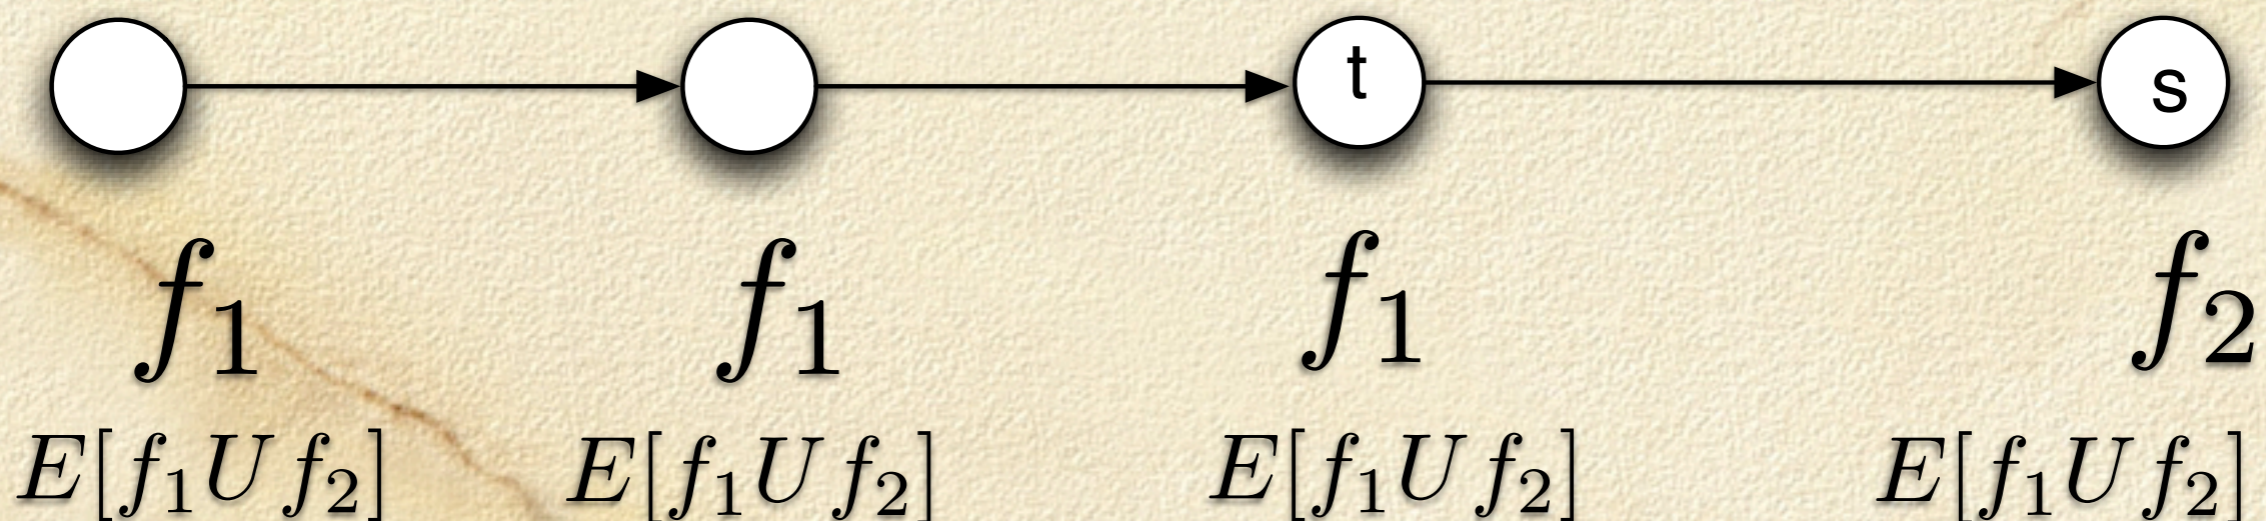 t s
f₁ f₁ f₁ f₂
E[f₁Uf₂] E[f₁Uf₂] E[f₁Uf₂] E[f₁Uf₂]